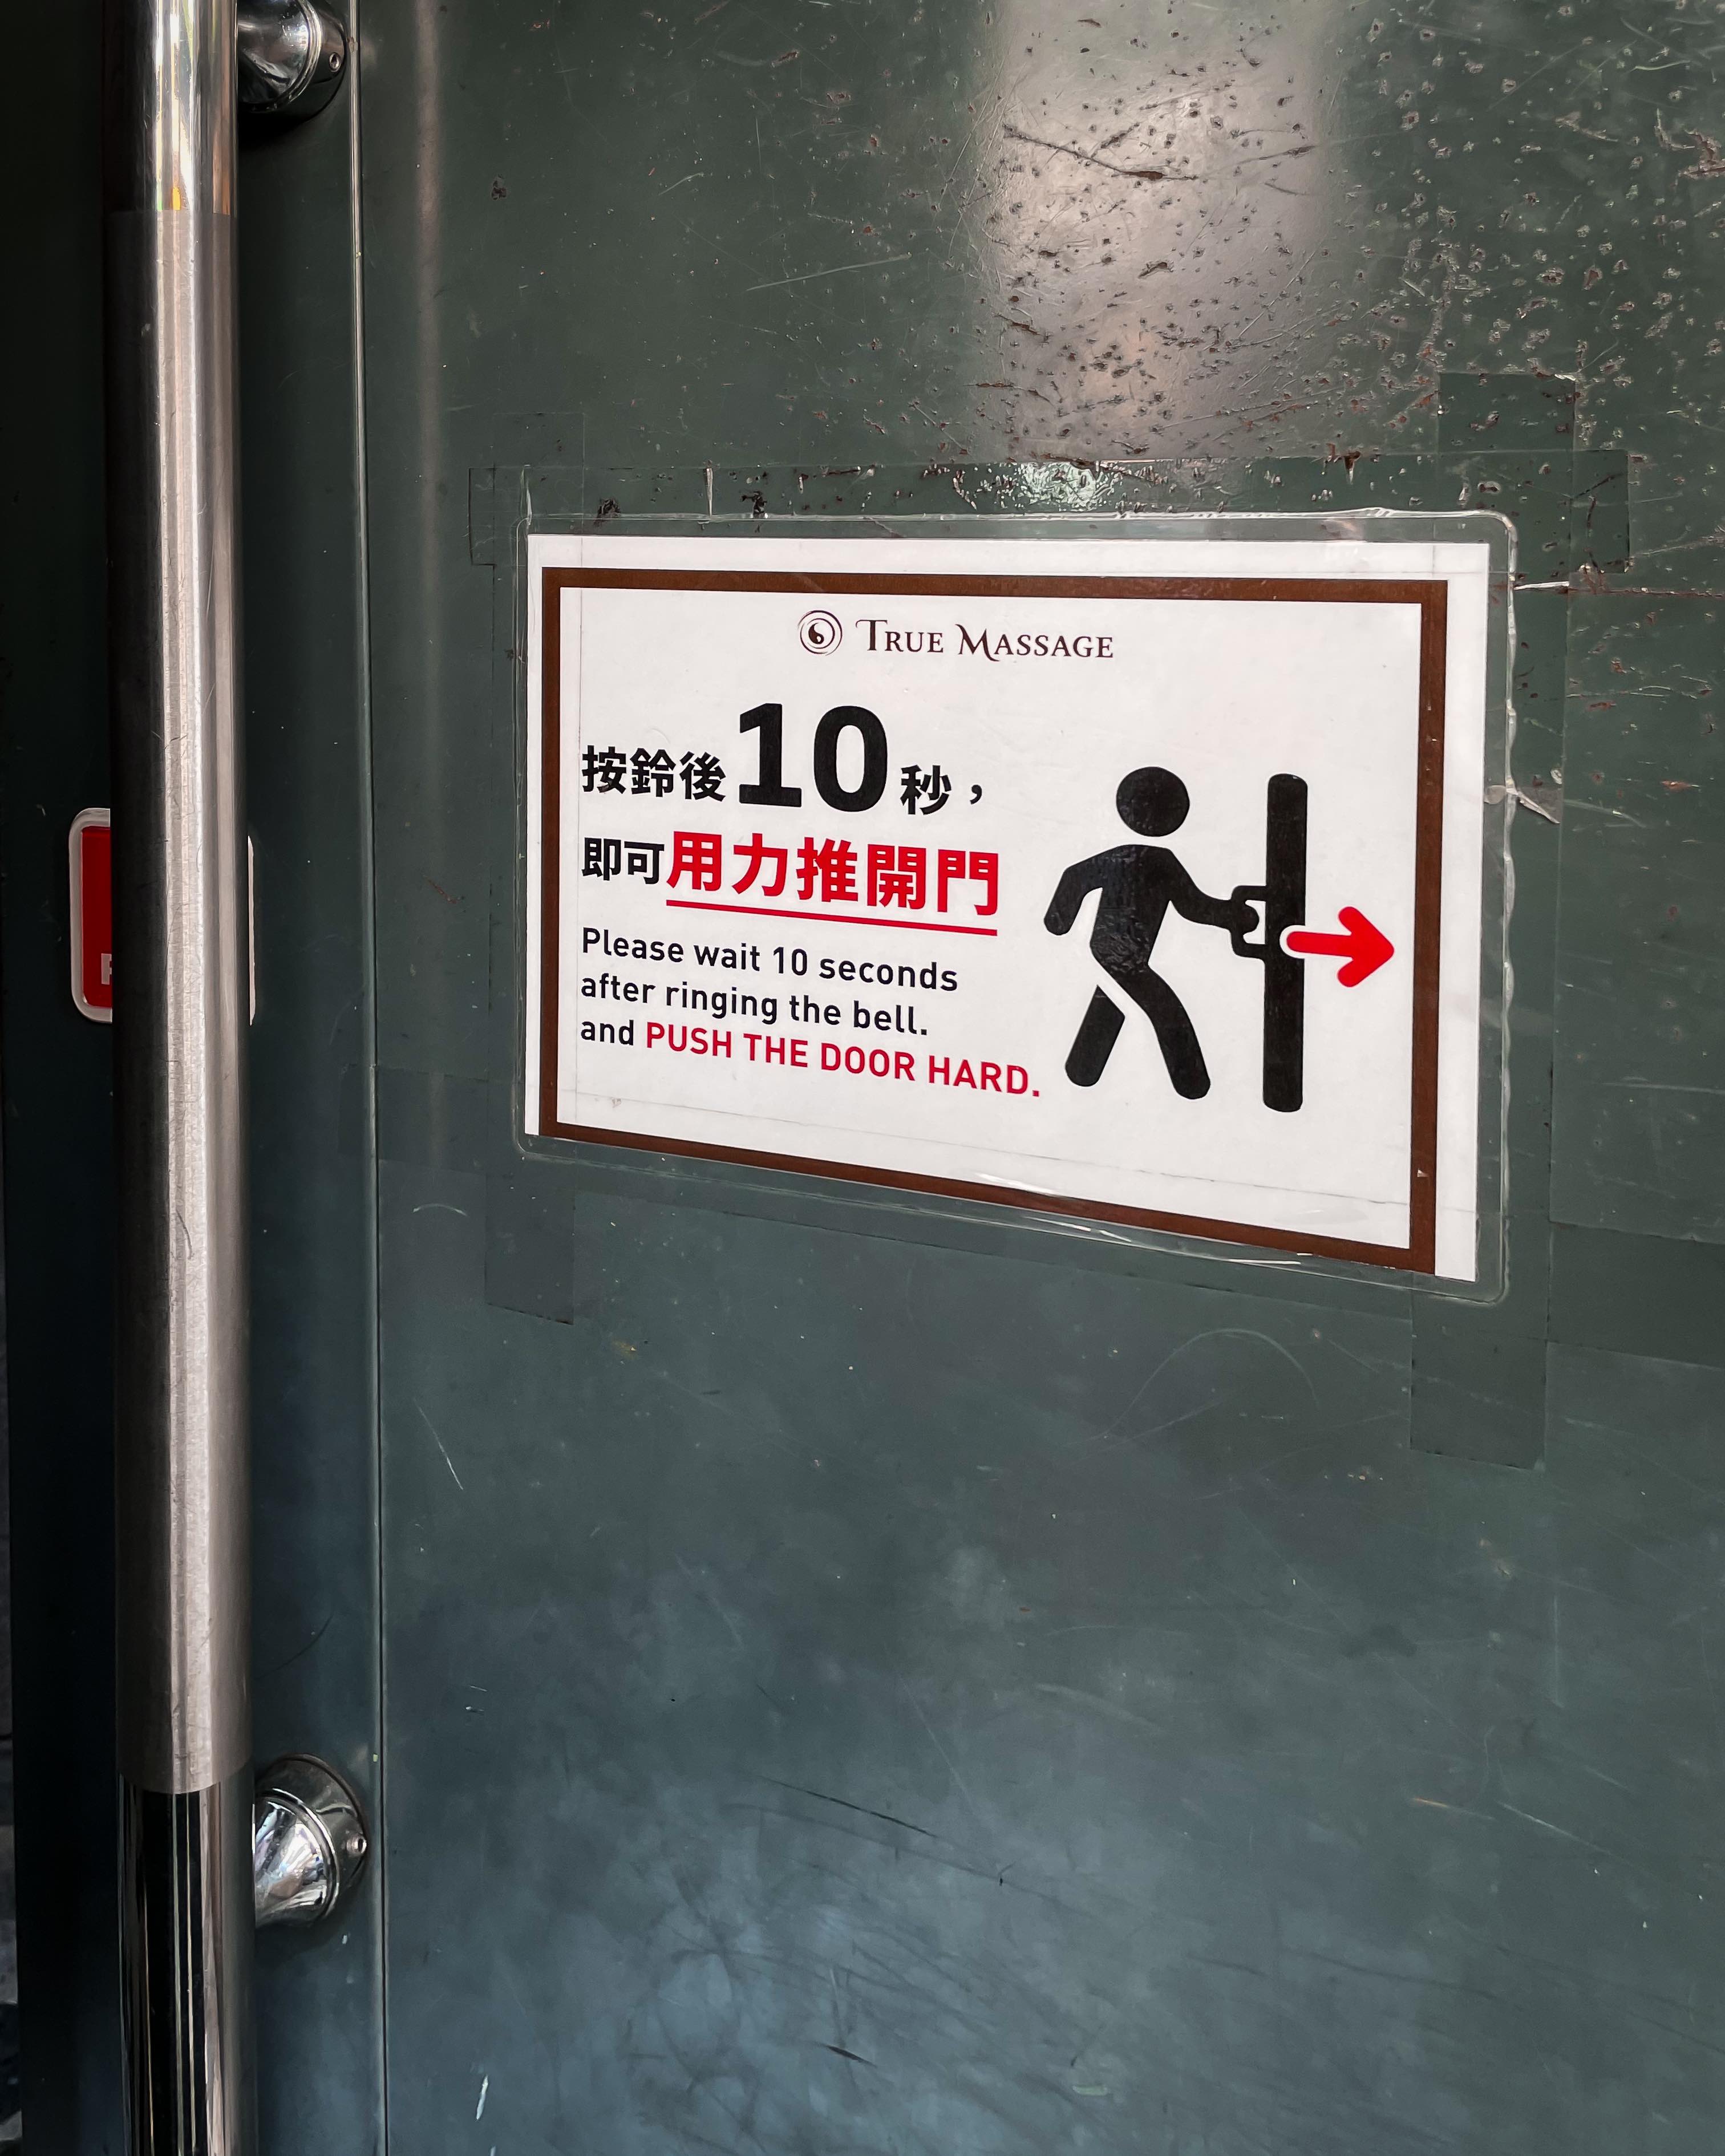 TRUE MASSAGE
按鈴後10秒，
即可用力推開門
Please wait 10 seconds
after ringing the bell.
and PUSH THE DOOR HARD.